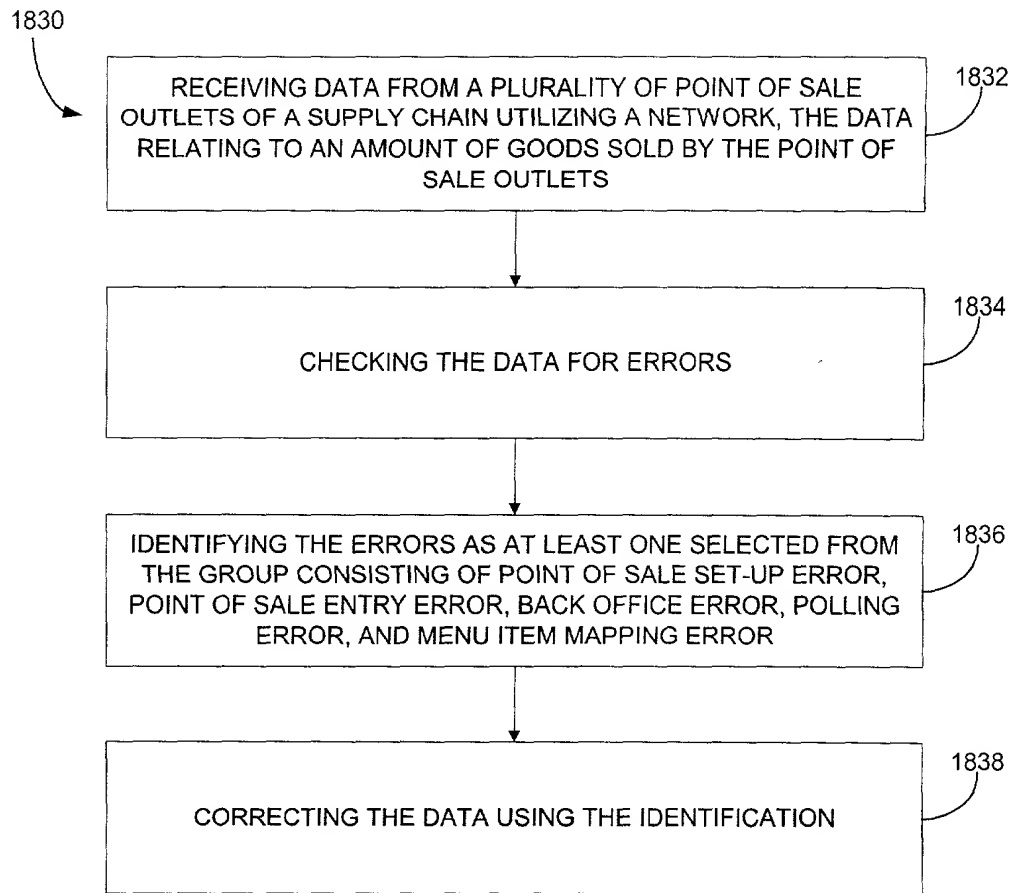 1830
RECEIVING DATA FROM A PLURALITY OF POINT OF SALE
OUTLETS OF A SUPPLY CHAIN UTILIZING A NETWORK, THE DATA
RELATING TO AN AMOUNT OF GOODS SOLD BY THE POINT OF
SALE OUTLETS
1832
CHECKING THE DATA FOR ERRORS
1834
IDENTIFYING THE ERRORS AS AT LEAST ONE SELECTED FROM
THE GROUP CONSISTING OF POINT OF SALE SET-UP ERROR,
POINT OF SALE ENTRY ERROR, BACK OFFICE ERROR, POLLING
ERROR, AND MENU ITEM MAPPING ERROR
1836
CORRECTING THE DATA USING THE IDENTIFICATION
1838